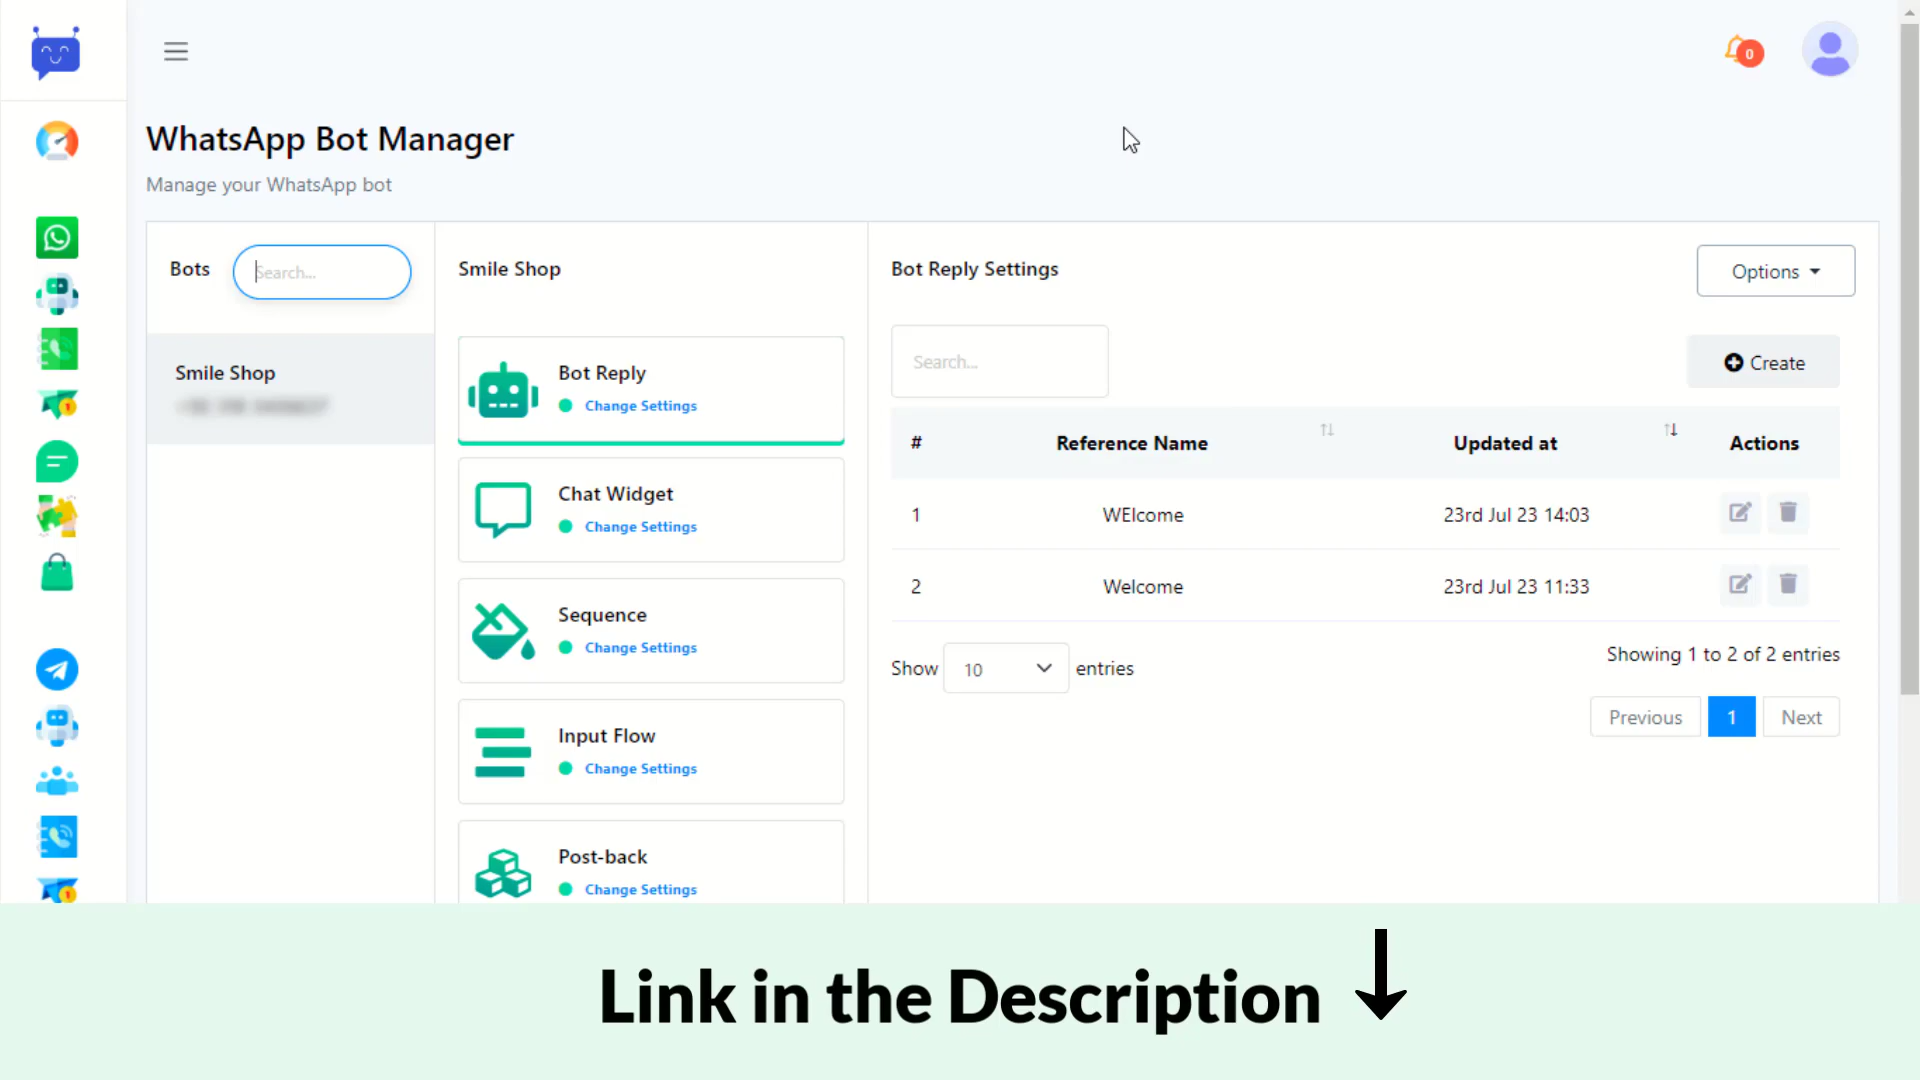 0
WhatsApp Bot Manager
Manage your WhatsApp bot
Bots
Search...
Smile Shop
Smile Shop
Bot Reply
Change Settings
Chat Widget
Change Settings
Sequence
Change Settings
Input Flow
Change Settings
Post-back
Change Settings
Bot Reply Settings
Options
Search...
Create
# Reference Name Updated at Actions
1 WElcome 23rd Jul 23 14:03
2 Welcome 23rd Jul 23 11:33
Show 10 entries
Showing 1 to 2 of 2 entries
Previous 1 Next
Link in the Description